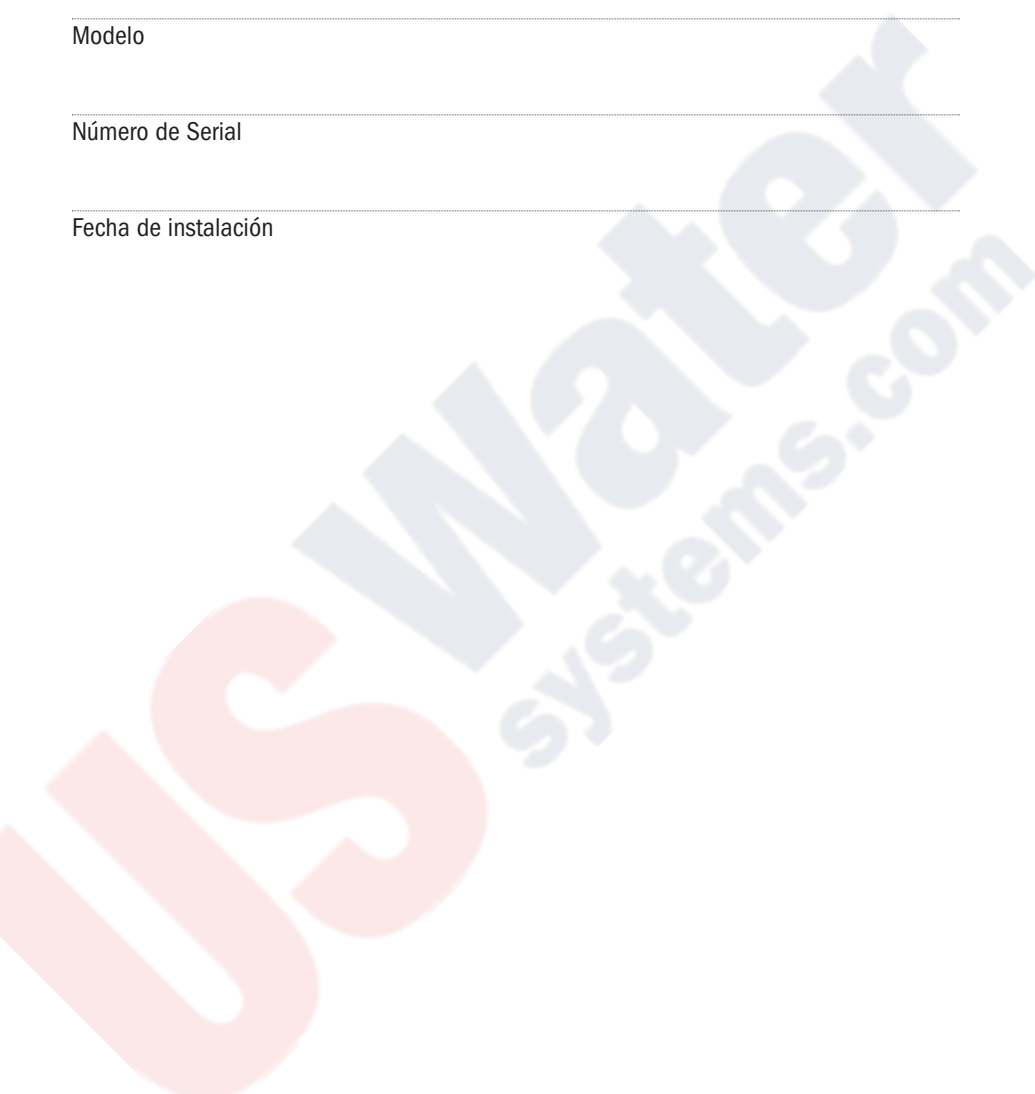 Modelo
Número de Serial
Fecha de instalación
US Water
systems.com